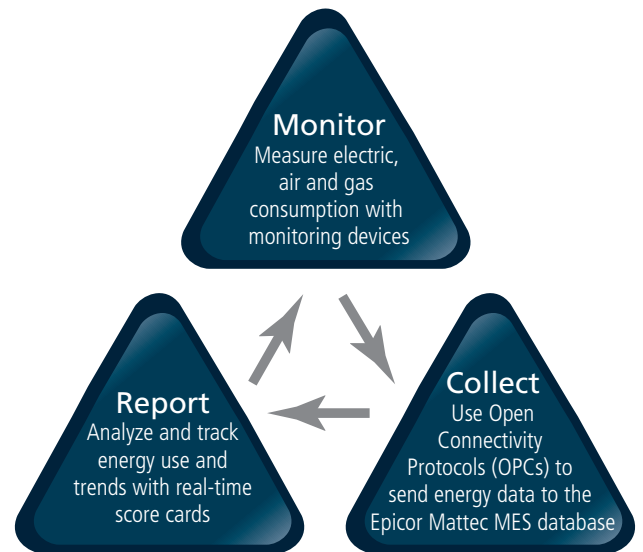 Monitor
Measure electric,
air and gas
consumption with
monitoring devices
Report
Analyze and track
energy use and
trends with real-time
score cards
Collect
Use Open
Connectivity
Protocols (OPCs) to
send energy data to the
Epicor Mattec MES database